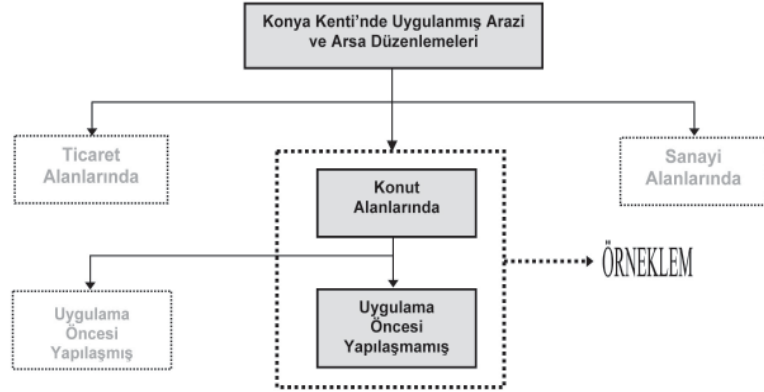 Konya Kenti’nde Uygulanmış Arazi
ve Arsa Düzenlemeleri
Ticaret
Alanlarında
Konut
Alanlarında
Sanayi
Alanlarında
ÖRNEKLEM
Uygulama
Öncesi
Yapılaşmış
Uygulama
Öncesi
Yapılaşmamış